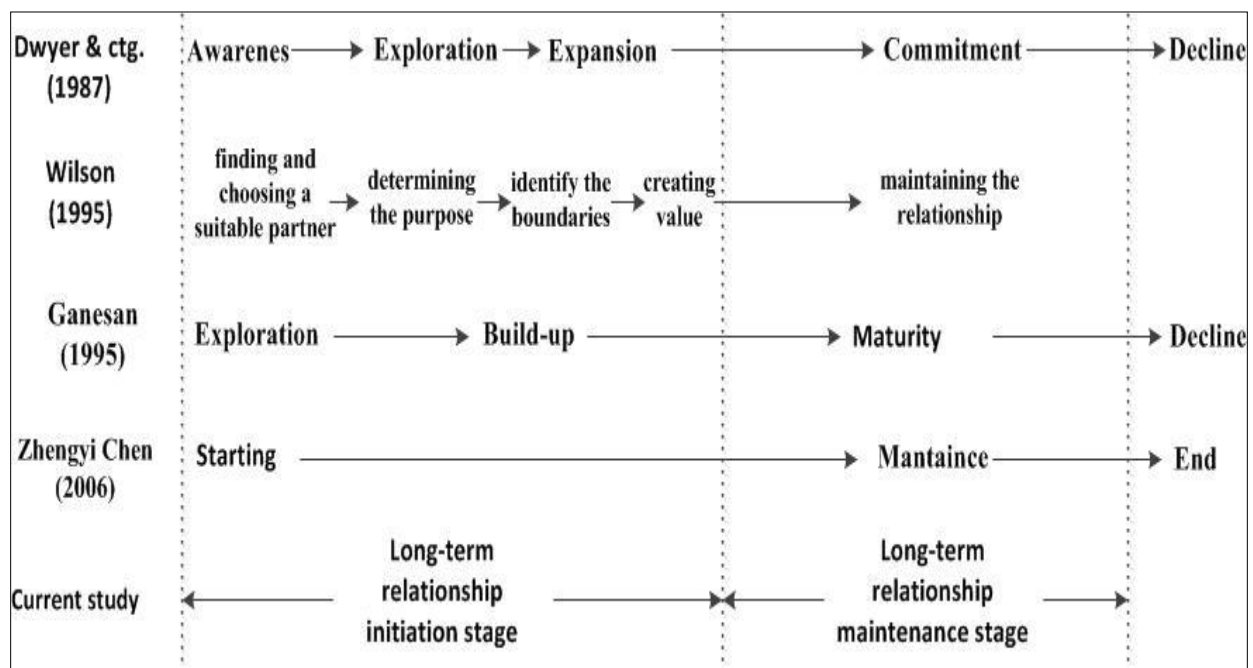 Dwyer & ctg.
(1987)
Awarenes
Exploration
Expansion
Commitment
Decline
Wilson
(1995)
finding and
choosing a
suitable partner
determining
the purpose
identify the
boundaries
creating
value
maintaining the
relationship
Ganesan
(1995)
Exploration
Build-up
Maturity
Decline
Zhengyi Chen
(2006)
Starting
Mantaince
End
Current study
Long-term
relationship
initiation stage
Long-term
relationship
maintenance stage